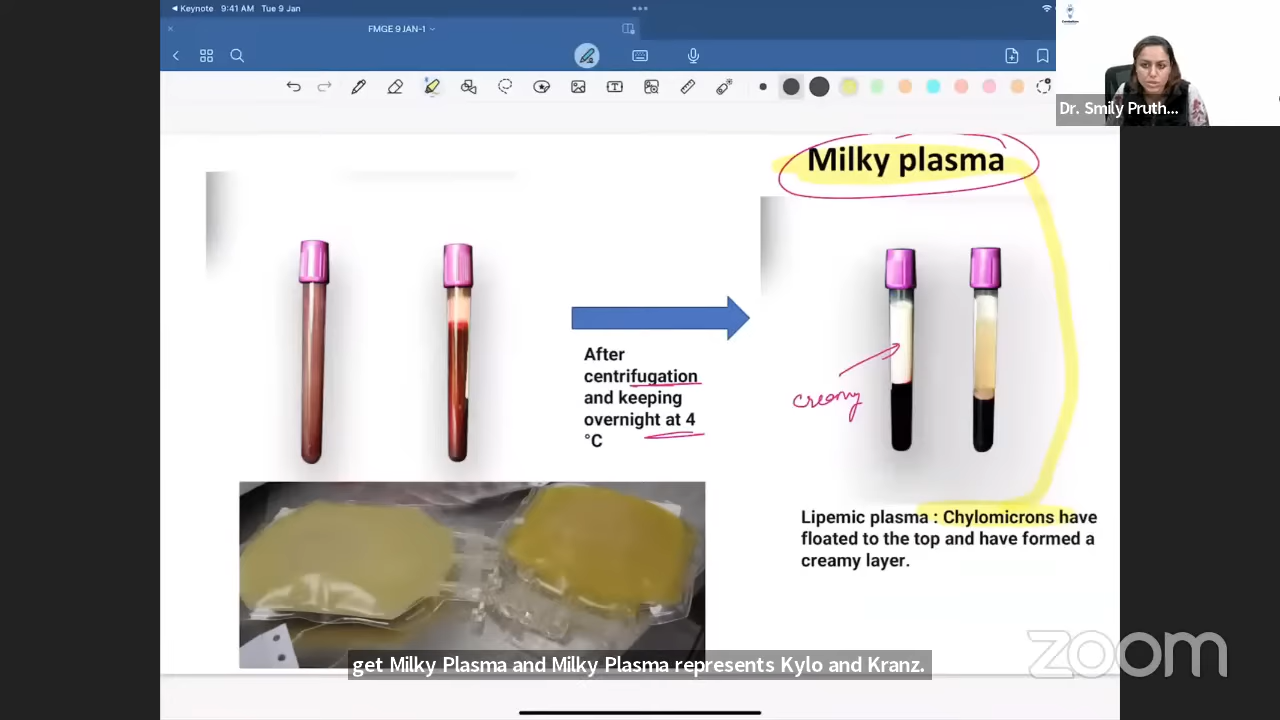 Keynote 9:41 AM Tue 9 Jan
FMGE 9 JAN-1
Dr. Smily Pruth...
Milky plasma
After
centrifugation
and keeping
overnight at 4
°C
creamy
Lipemic plasma : Chylomicrons have
floated to the top and have formed a
creamy layer.
zoom
get Milky Plasma and Milky Plasma represents Kylo and Kranz.